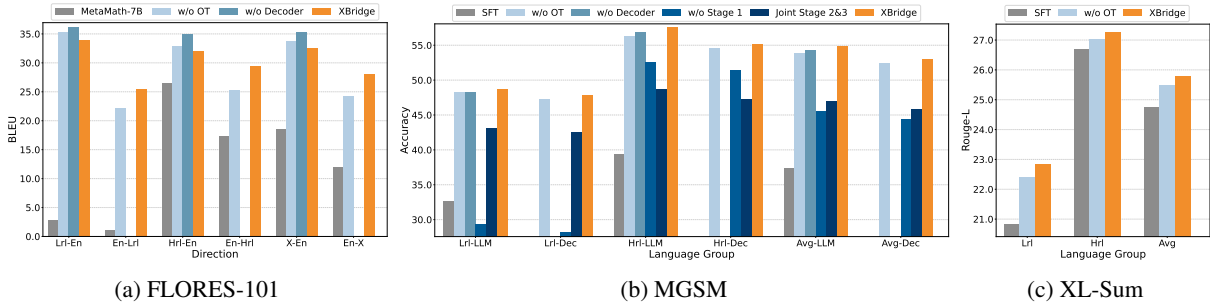 MetaMath-7B w/o OT w/o Decoder XBridge
BLEU
35.0
30.0
25.0
20.0
15.0
10.0
5.0
0.0
Lrl-En En-Lrl Hrl-En En-Hrl X-En En-X
Direction
(a) FLORES-101
SFT w/o OT w/o Decoder w/o Stage 1 Joint Stage 2&3 XBridge
Accuracy
55.0
50.0
45.0
40.0
35.0
30.0
Lrl-LLM Lrl-Dec Hrl-LLM Hrl-Dec Avg-LLM Avg-Dec
Language Group
(b) MGSM
SFT w/o OT XBridge
Rouge-L
27.0
26.0
25.0
24.0
23.0
22.0
21.0
Lrl Hrl Avg
Language Group
(c) XL-Sum